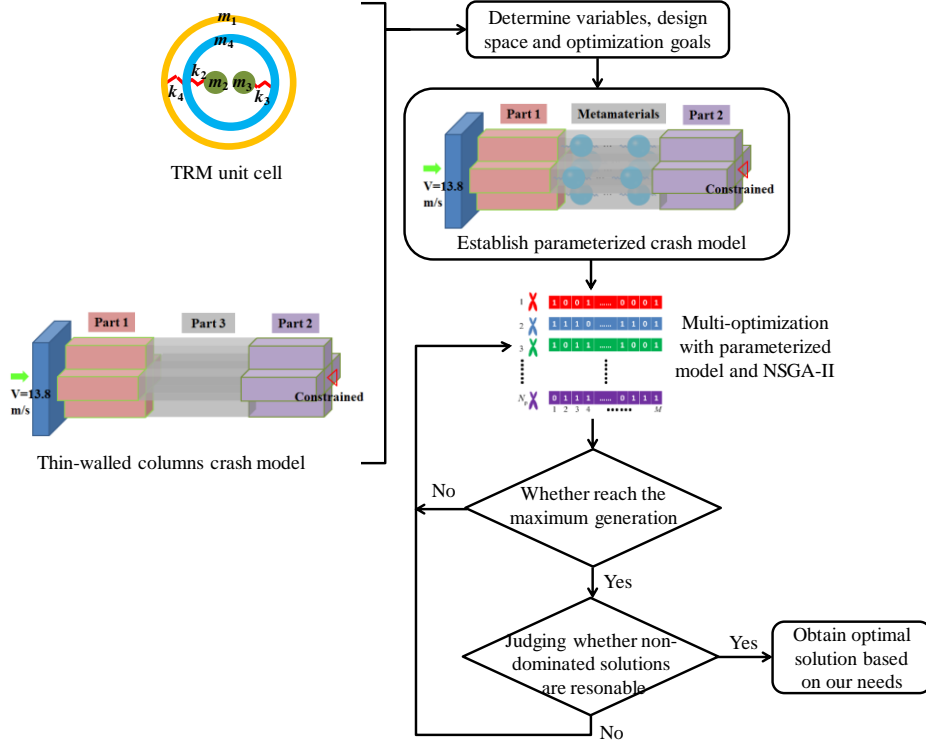 m1
m4
k2
m2 m3
k4
k3
TRM unit cell
Determine variables, design
space and optimization goals
Part 1
Metamaterials
Part 2
V=13.8
m/s
Constrained
Establish parameterized crash model
Part 1
Part 3
Part 2
V=13.8
m/s
Constrained
Thin-walled columns crash model
1 1 0 0 1 ...... 0 0 0 1
2 1 1 1 0 ...... 1 1 0 1
3 1 0 1 1 ...... 1 0 0 1
Np 0 1 1 1 ...... 0 1 1 1
1 2 3 4 ...... M
Multi-optimization
with parameterized
model and NSGA-II
Whether reach the
maximum generation
No
Yes
Judging whether non-
dominated solutions
are resonable
Yes
No
Obtain optimal
solution based
on our needs